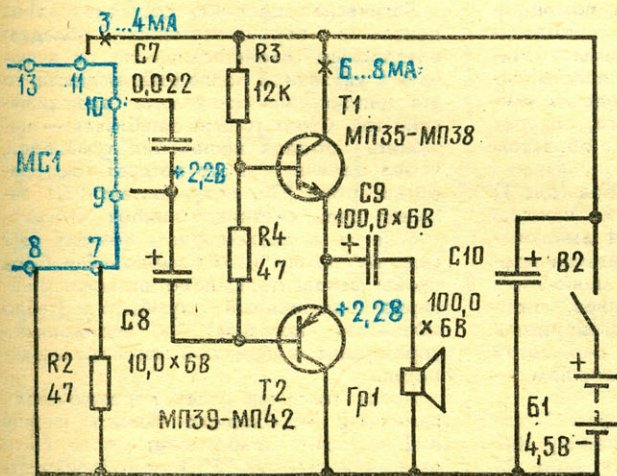 3...4МА
13
11
С7
0,022
R3
12к
6...8МА
Т1
МП35-МП38
10
МС1
+2,2В
9
С9
100,0×6В
+
R4
47
С10
+
В2
8
7
+
С8
10,0×6В
+2,2В
100,0
×6В
R2
47
Т2
МП39-МП42
Гр1
+
Б1
4,5В
-